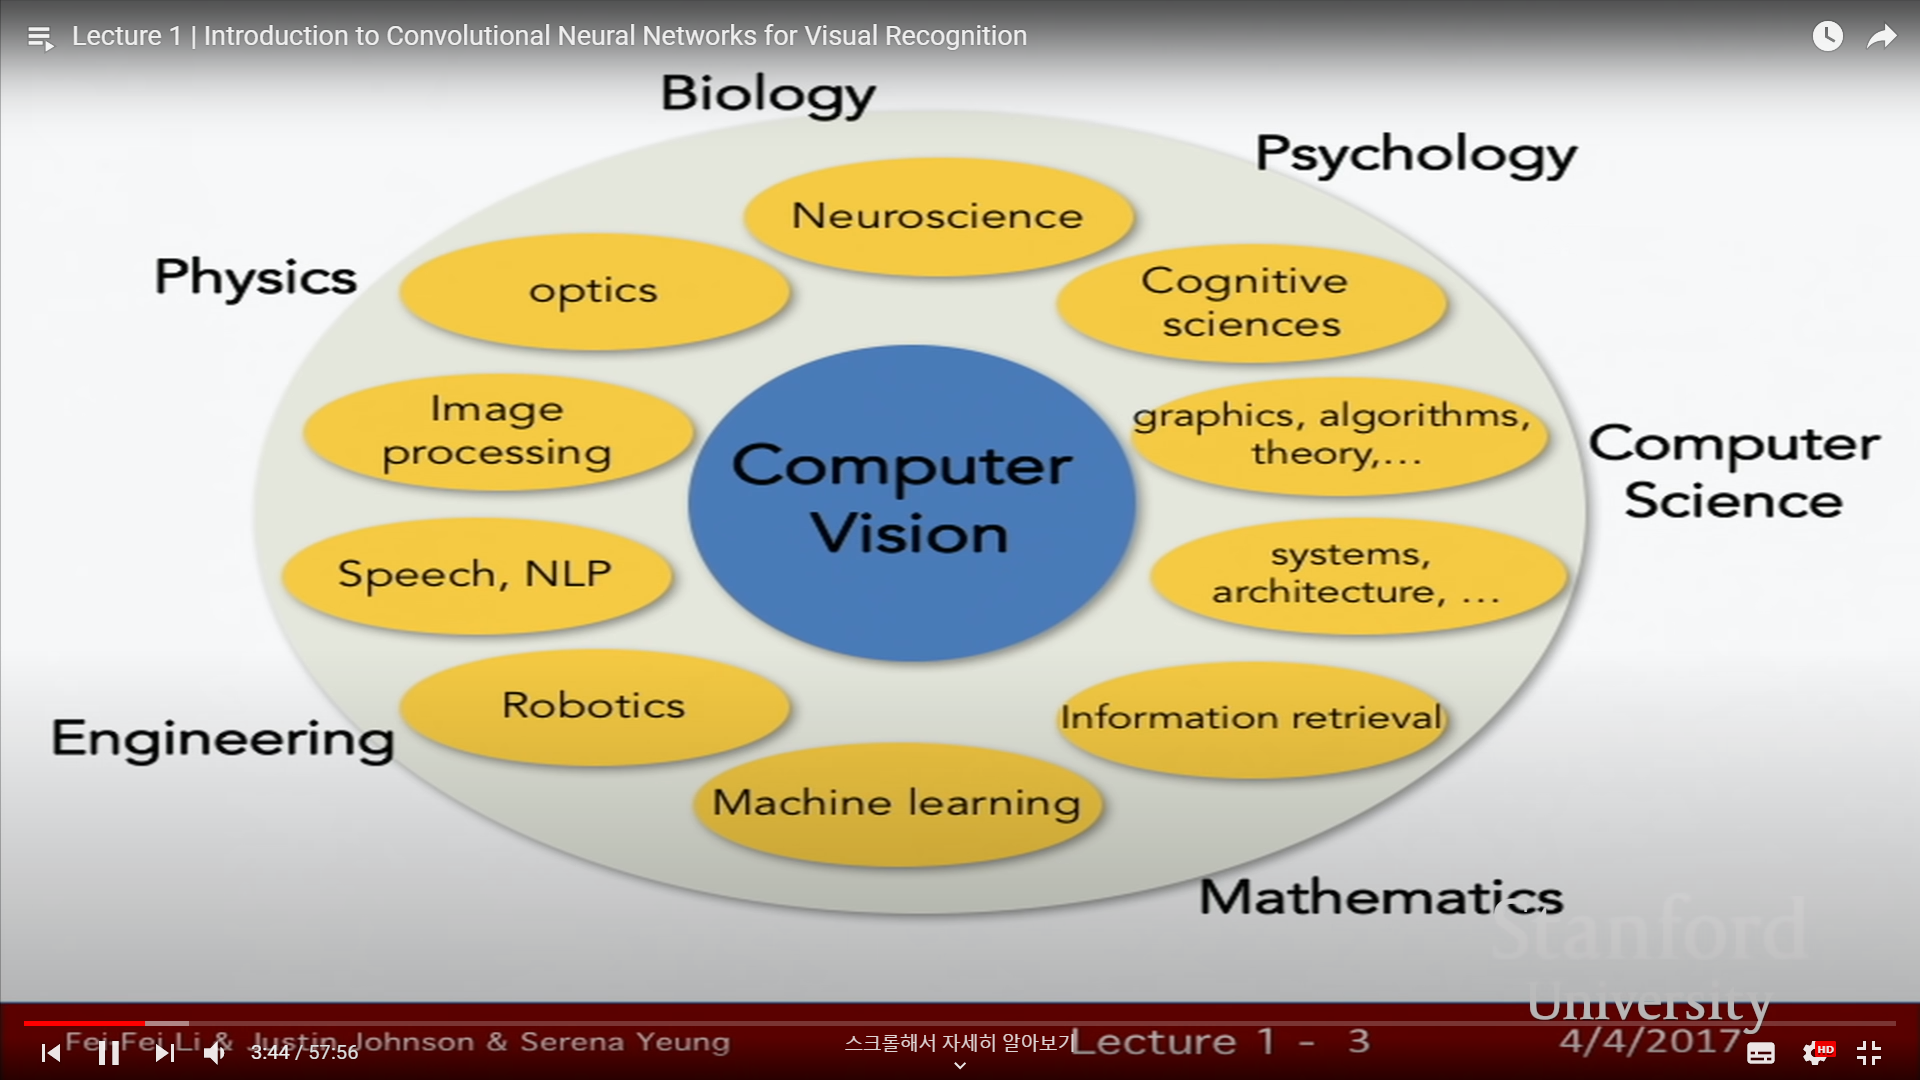 Lecture 1 | Introduction to Convolutional Neural Networks for Visual Recognition
Biology
Psychology
Neuroscience
Physics
optics
Cognitive
sciences
Image
processing
graphics, algorithms,
theory,...
Computer
Vision
Computer
Science
Speech, NLP
systems,
architecture, ...
Robotics
Information retrieval
Engineering
Machine learning
Mathematics
Stanford
University
Fei-Fei Li & Justin Johnson & Serena Yeung
3:44 / 57:56
스크롤해서 자세히 알아보기
Lecture 1 - 3
4/4/2017
HD